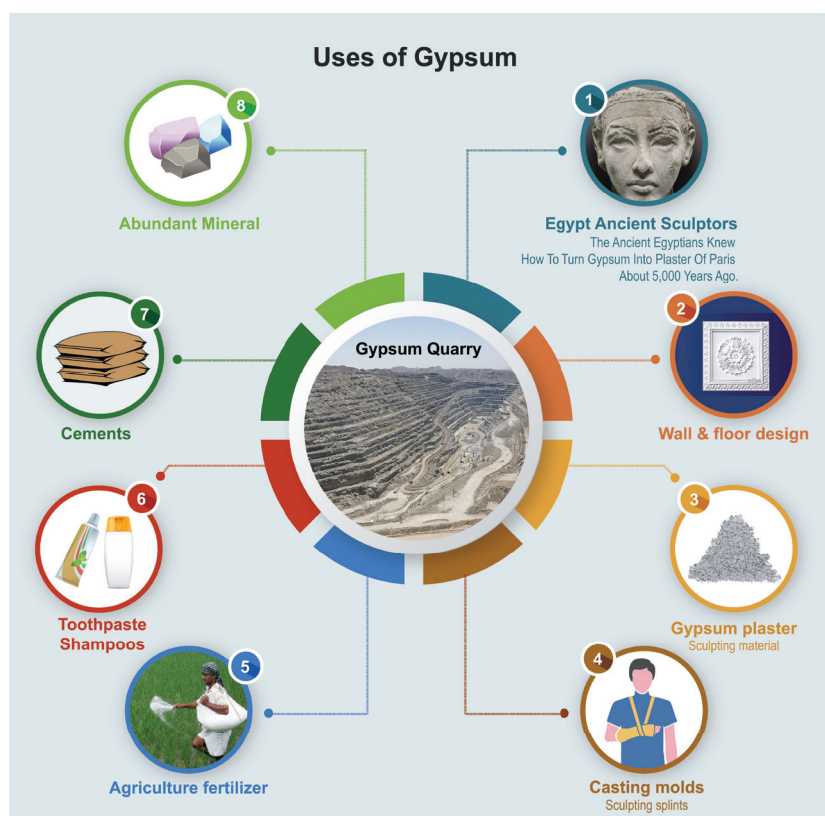 Uses of Gypsum
1
Egypt Ancient Sculptors
The Ancient Egyptians Knew
How To Turn Gypsum Into Plaster Of Paris
About 5,000 Years Ago.
2
Wall & floor design
3
Gypsum plaster
Sculpting material
4
Casting molds
Sculpting splints
5
Agriculture fertilizer
6
Toothpaste
Shampoos
7
Cements
8
Abundant Mineral
Gypsum Quarry